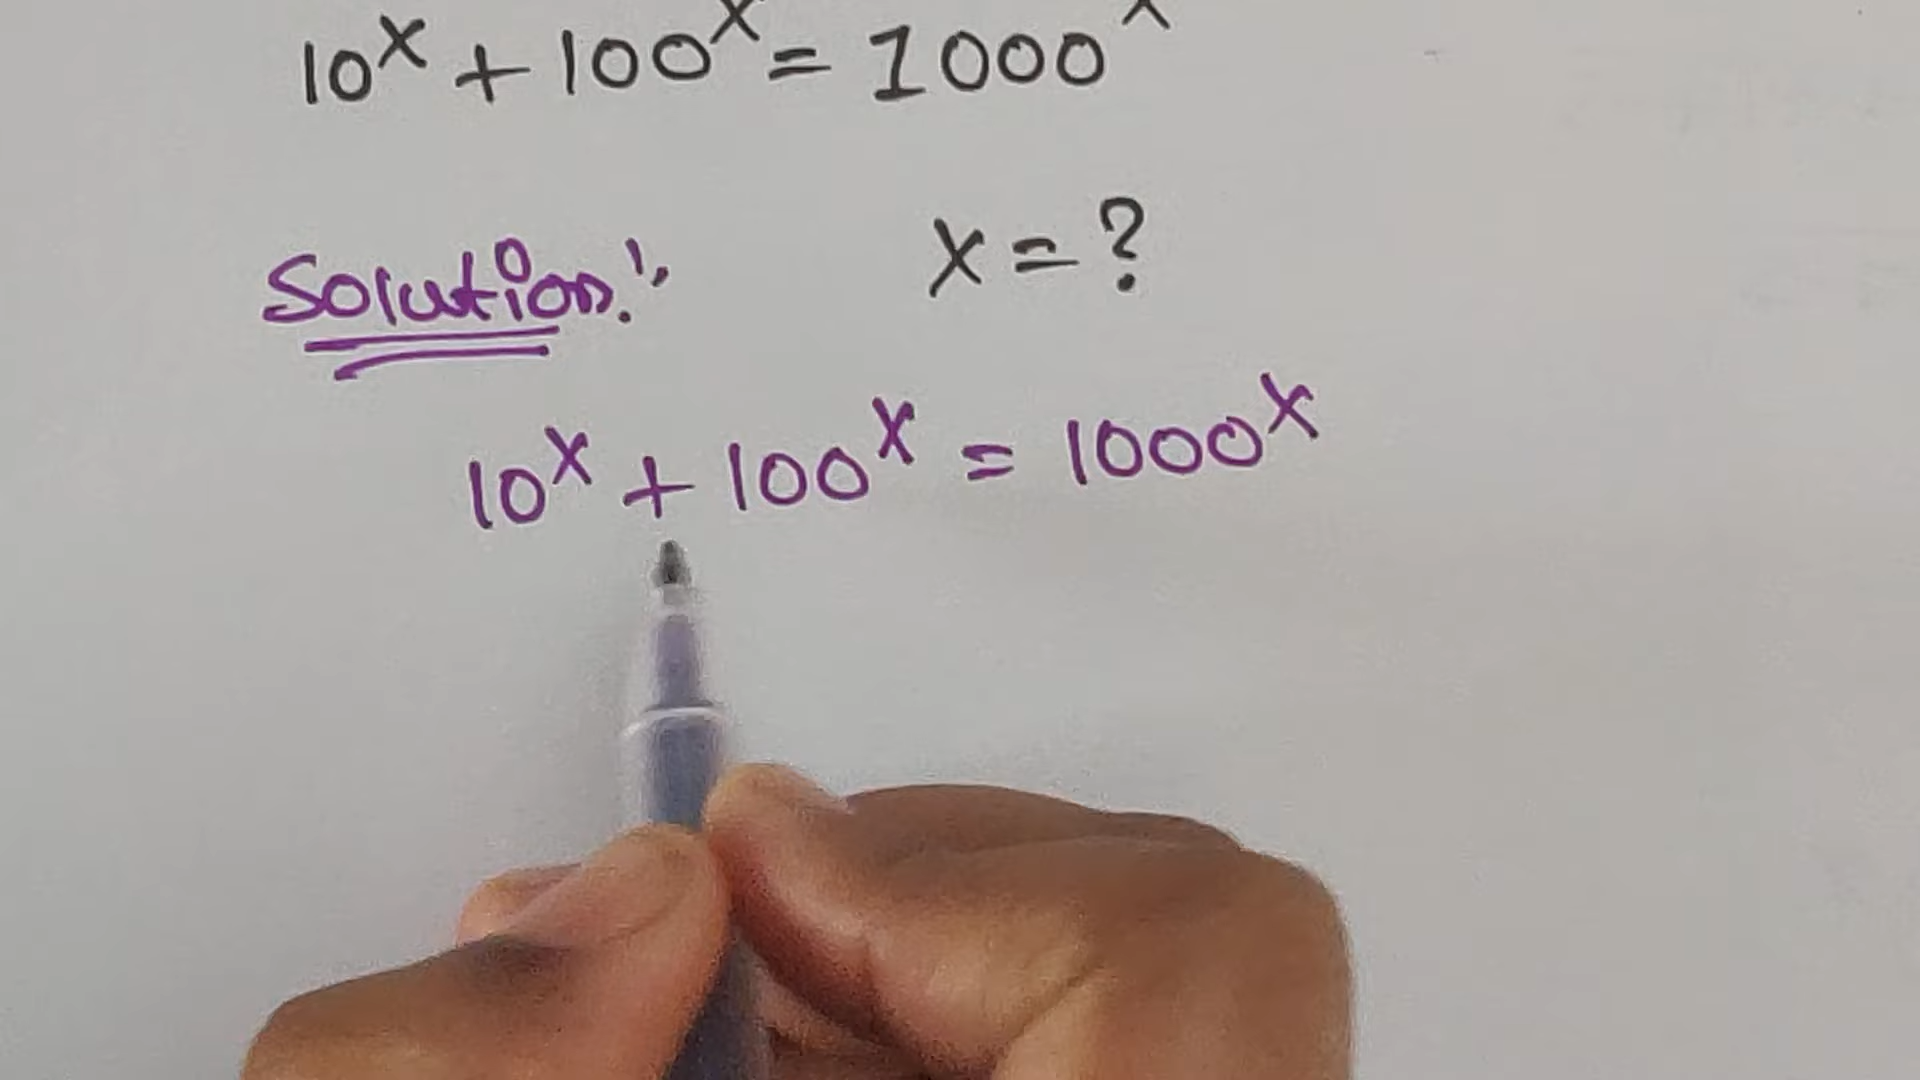 10^x + 100^x = 1000^x
x = ?
Solution:
10^x + 100^x = 1000^x